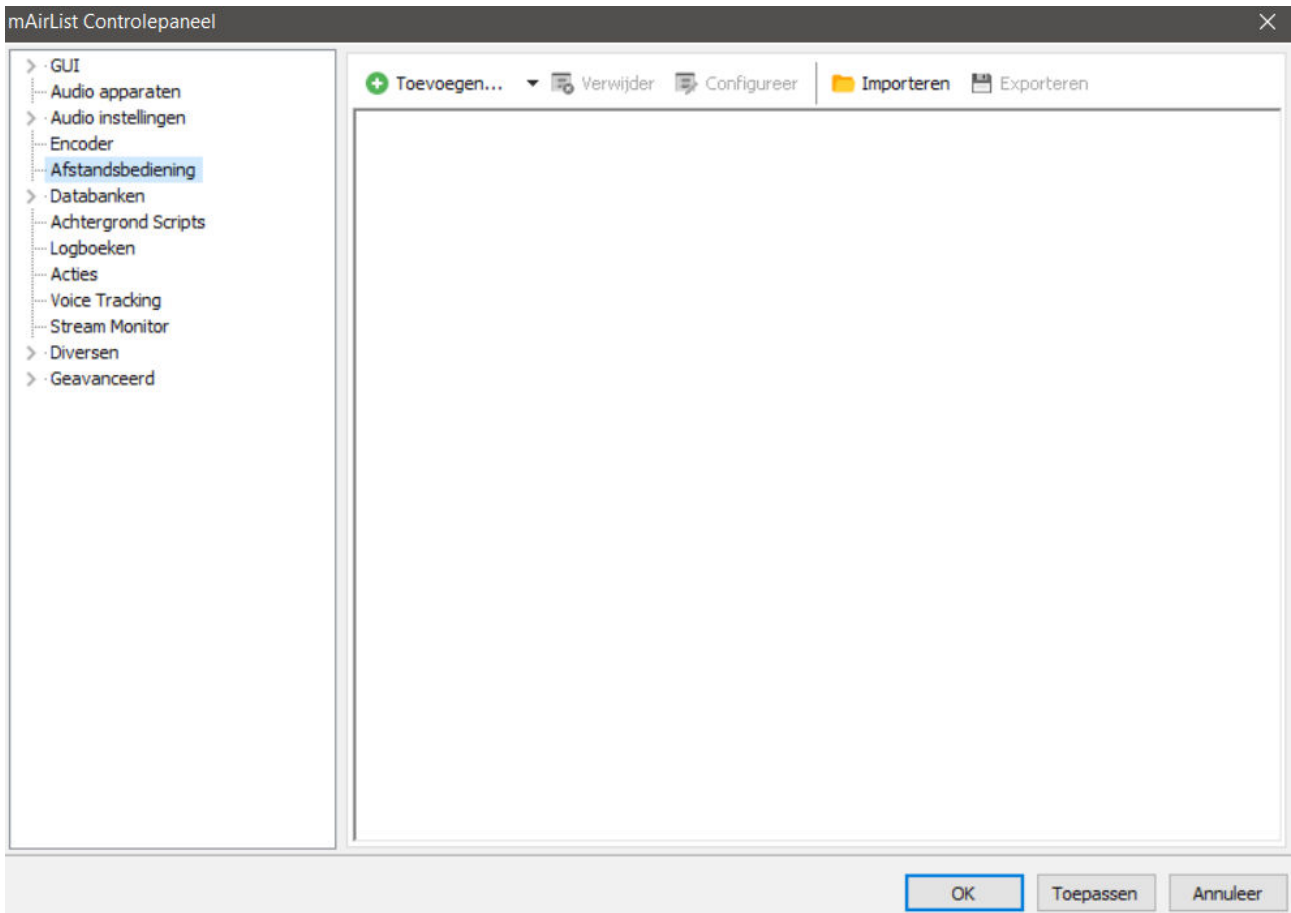 mAirList Controlepaneel
GUI
Audio apparaten
Audio instellingen
Encoder
Afstandsbediening
Databanken
Achtergrond Scripts
Logboeken
Acties
Voice Tracking
Stream Monitor
Diversen
Geavanceerd
Toevoegen... Verwijder Configureer Importeren Exporteren
OK Toepassen Annuleer